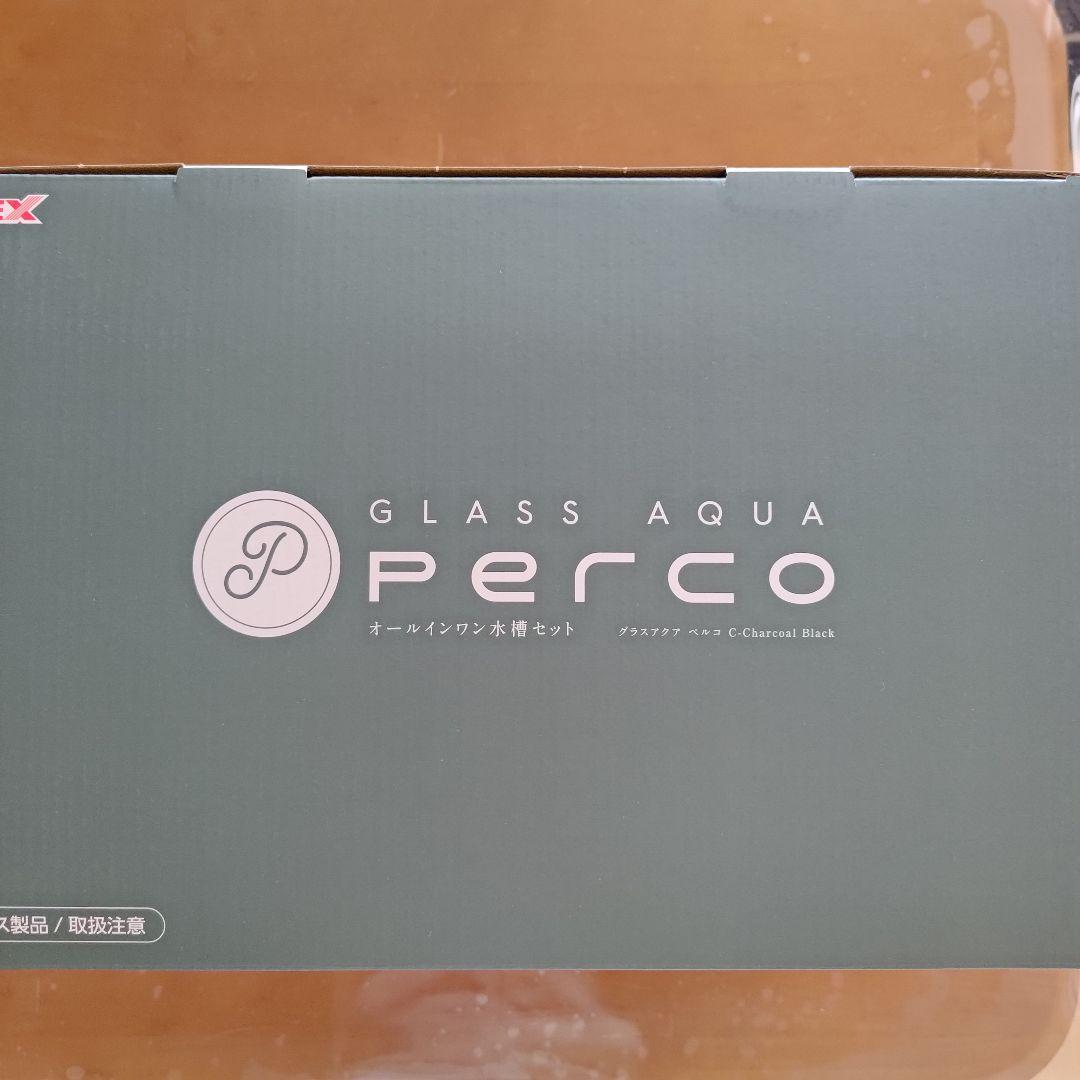 EX
P
GLASS AQUA
Perco
オールインワン水槽セット
グラスアクア ペルコ C-Charcoal Black
ス製品 / 取扱注意